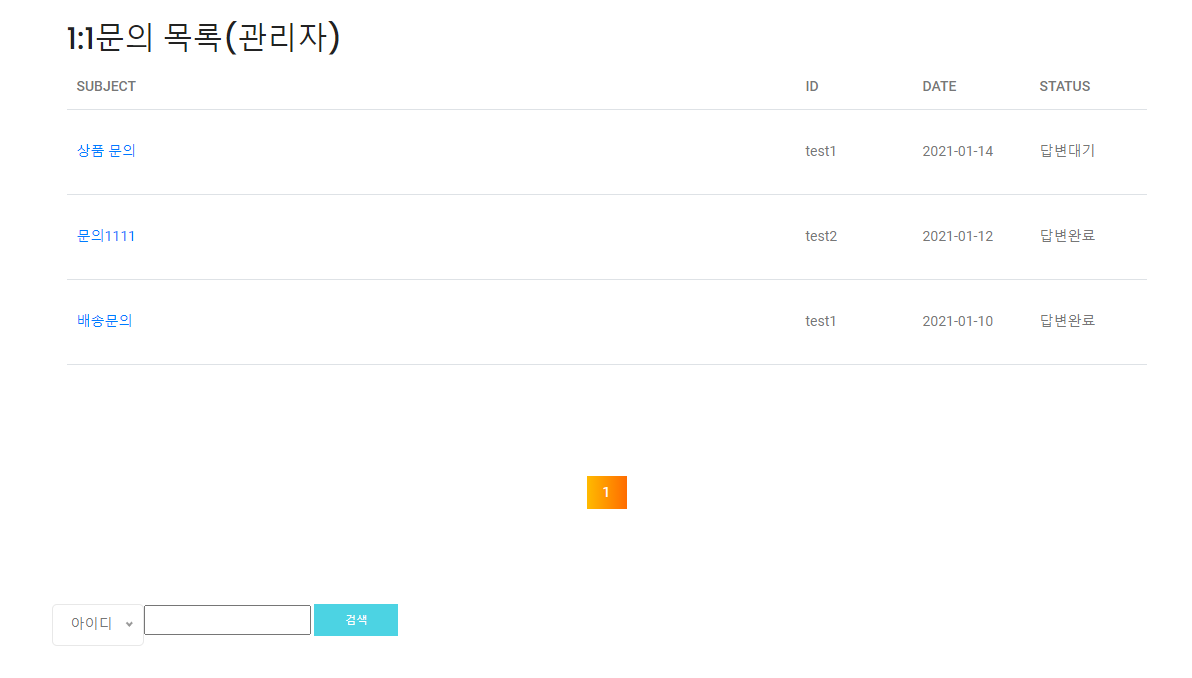 1:1문의 목록(관리자)
SUBJECT ID DATE STATUS
상품 문의 test1 2021-01-14 답변대기
문의1111 test2 2021-01-12 답변완료
배송문의 test1 2021-01-10 답변완료
1
아이디 검색